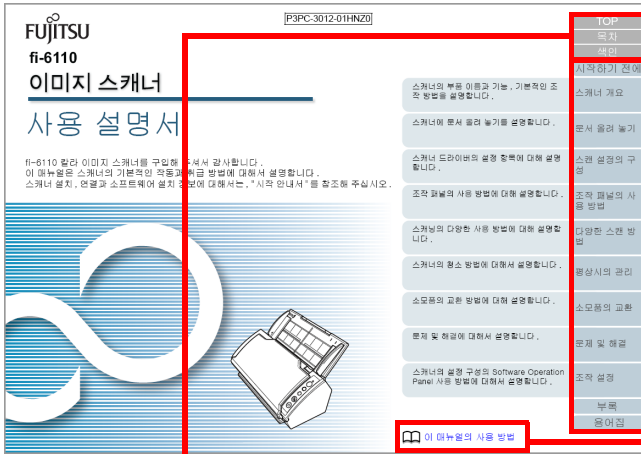 P3PC-3012-01HNZ0
FUJITSU
fi-6110
이미지 스캐너
사용 설명서
fi-6110 칼라 이미지 스캐너를 구입해 주셔서 감사합니다.
이 매뉴얼은 스캐너의 기본적인 작동과 취급 방법에 대해서 설명합니다.
스캐너 설치, 연결과 소프트웨어 설치 정보에 대해서는, "시작 안내서"를 참조해 주십시오.
스캐너의 부품 이름과 기능, 기본적인 조
작 방법을 설명합니다.
스캐너에 문서 올려 놓기를 설명합니다.
스캐너 드라이버의 설정 항목에 대해 설명
합니다.
조작 패널의 사용 방법에 대해 설명합니다.
스캐닝의 다양한 사용 방법에 대해 설명합
니다.
스캐너의 청소 방법에 대해서 설명합니다.
소모품의 교환 방법에 대해 설명합니다.
문제 및 해결에 대해서 설명합니다.
스캐너의 설정 구성의 Software Operation
Panel 사용 방법에 대해서 설명합니다.
이 매뉴얼의 사용 방법
TOP
목차
색인
시작하기 전에
스캐너 개요
문서 올려 놓기
스캔 설정의 구
성
조작 패널의 사
용 방법
다양한 스캔 방
법
평상시의 관리
소모품의 교환
문제 및 해결
조작 설정
부록
용어집